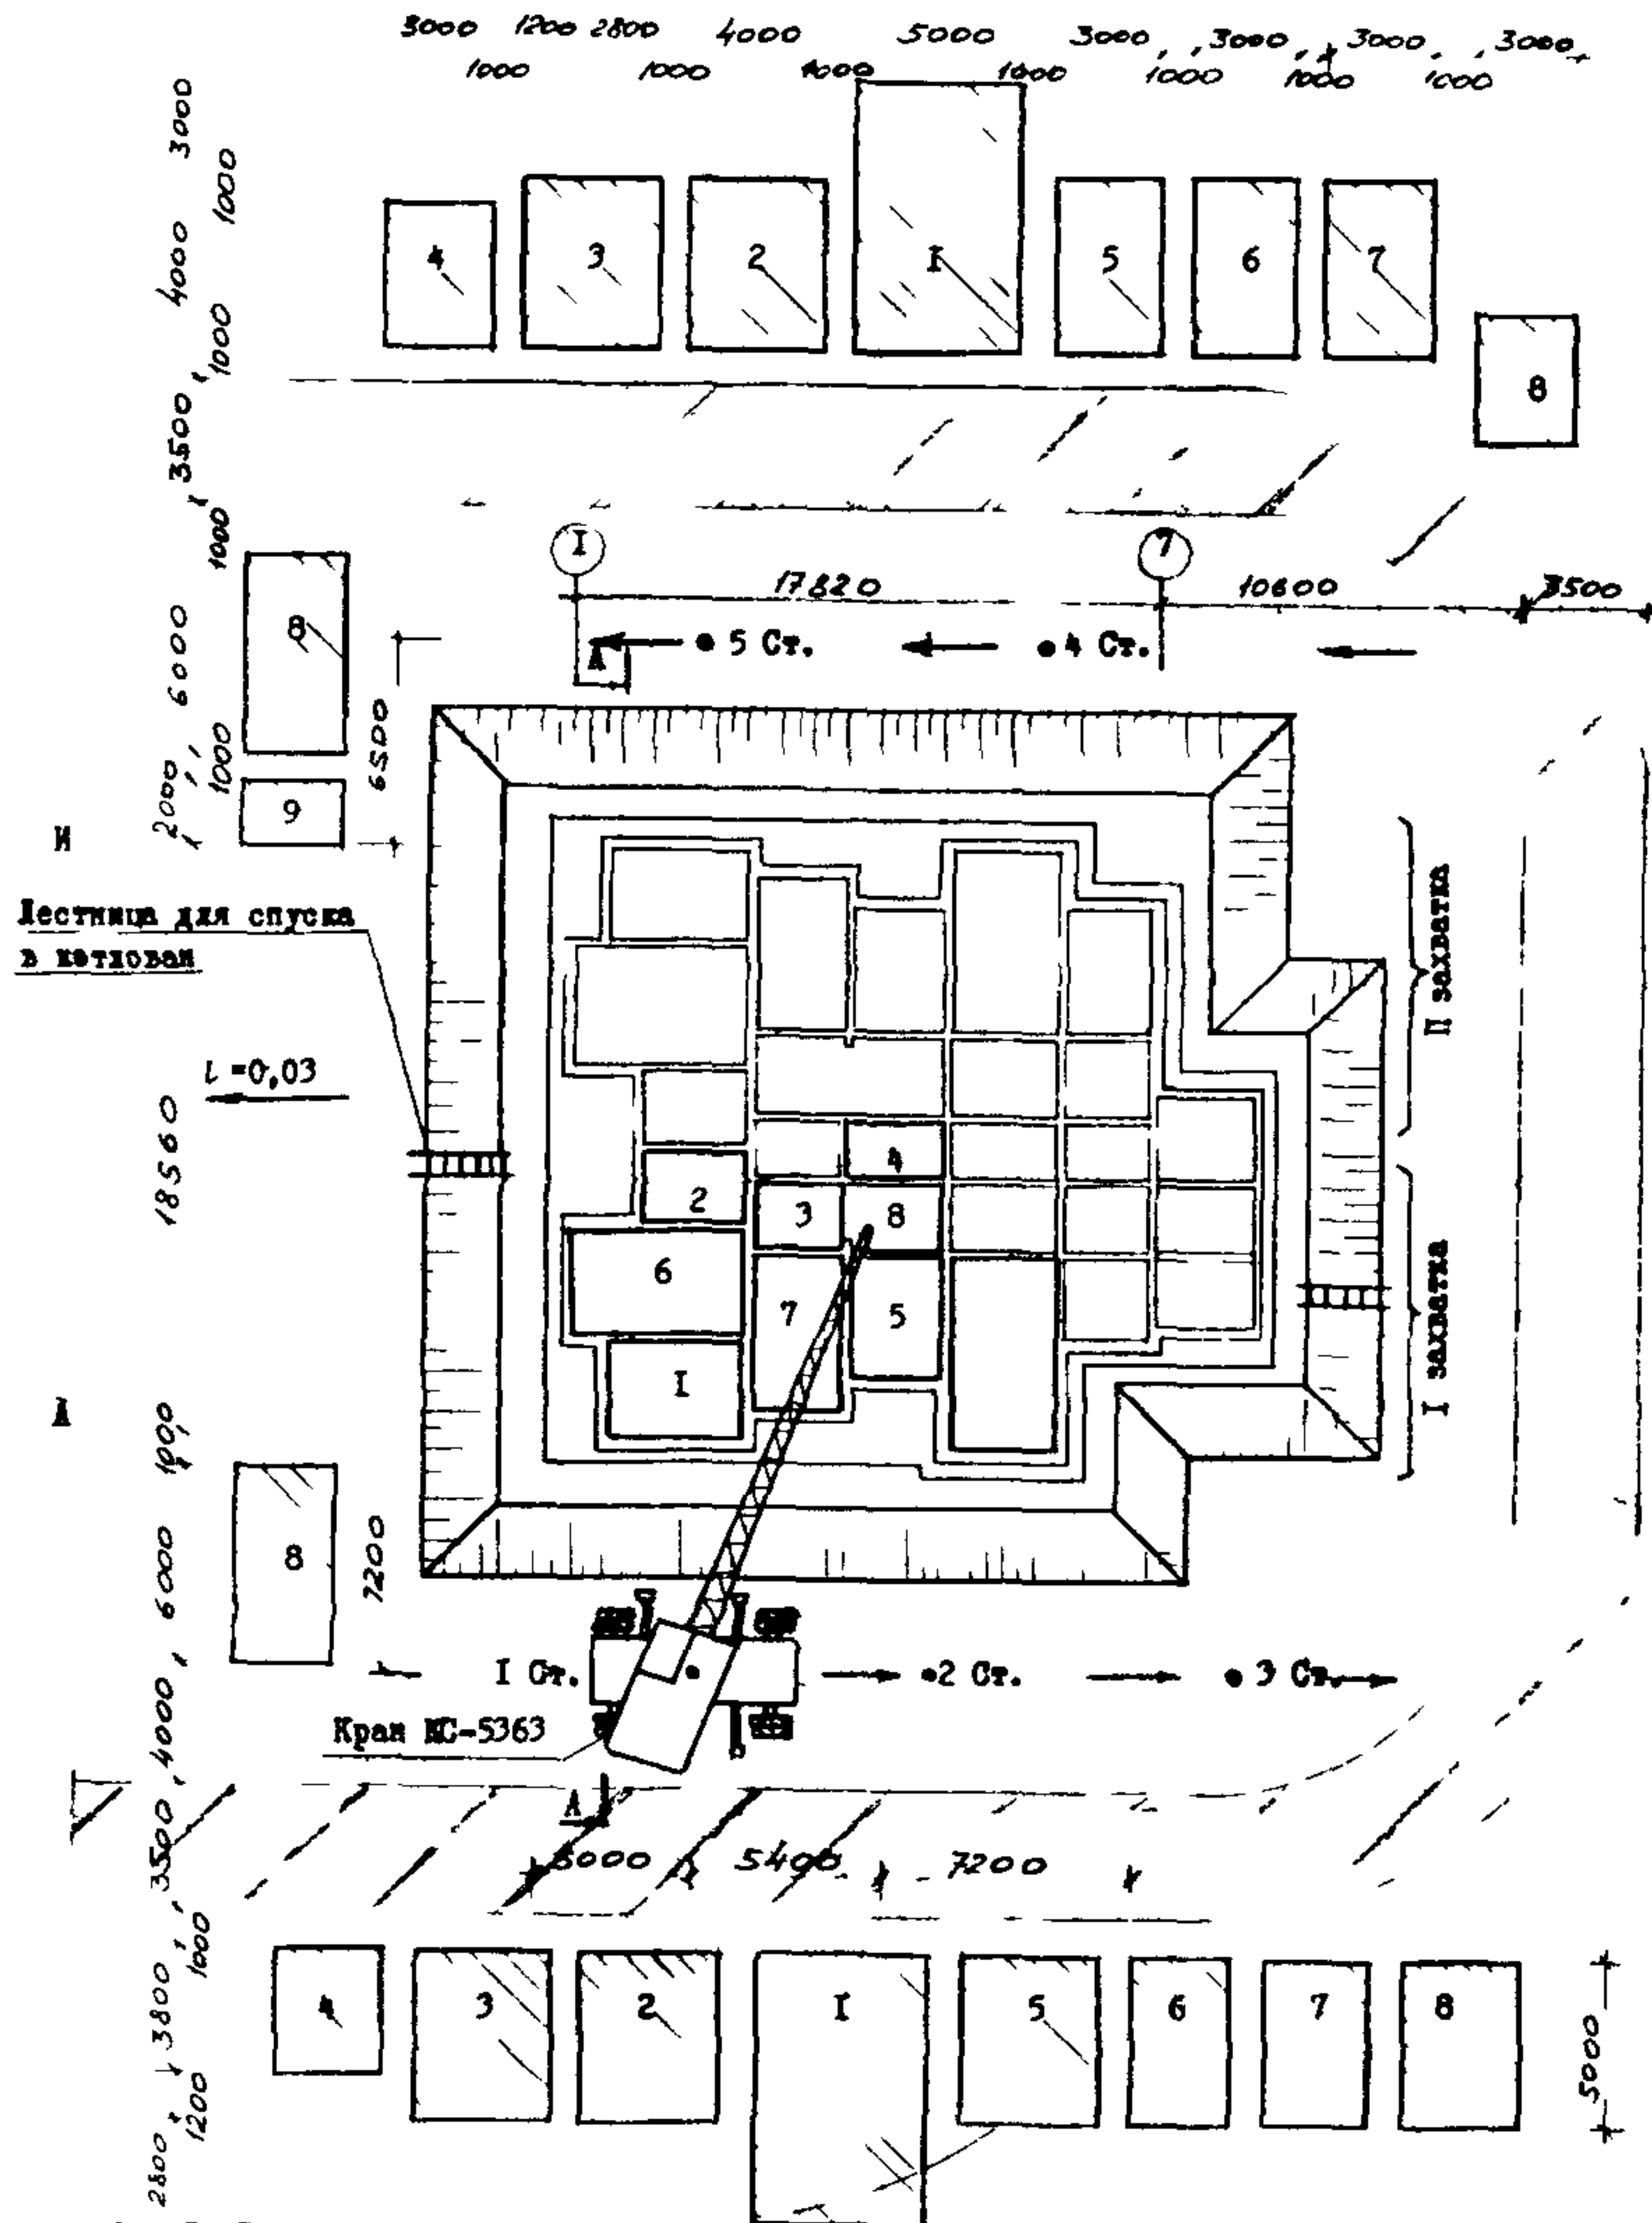 3000 1200 2800 4000 5000 3000 3000 3000 3000
1000 1000 1000 1000 1000 1000 1000
3000
1000
4000
1000
3500
1000
6000
1000
2000
4 3 2 I 5 6 7
8
I 7
17820 10600 3500
8
5 Ст. 4 Ст.
А
6500
9
И
Лестница для спуска
в котлован
II захватка
i =0,03
18560
4
2 3 8
6
7 5
I
I захватка
А
1000
8
7200
6000
I Ст. 2 Ст. 3 Ст.
4000
Кран КС-5363
А
3500
6000 5400 7200
1000
3800
1200
2800
4 3 2 I 5 6 7 8
5000